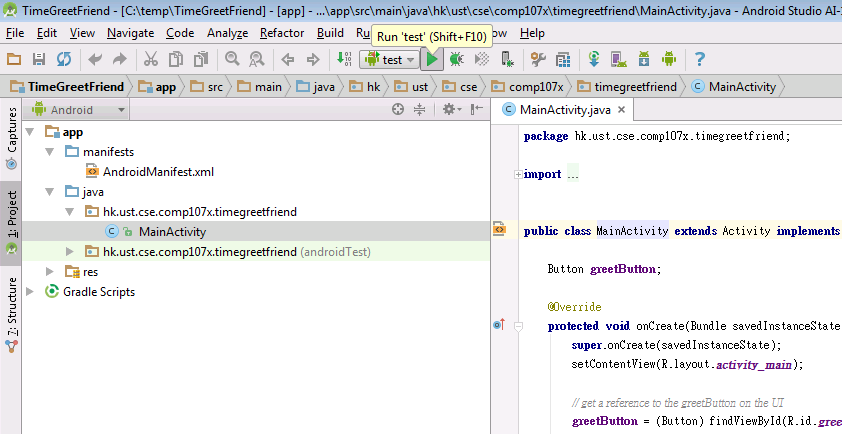 TimeGreetFriend - [C:\temp\TimeGreetFriend] - [app] - ...\app\src\main\java\hk\ust\cse\comp107x\timegreetfriend\MainActivity.java - Android Studio AI-
File Edit View Navigate Code Analyze Refactor Build Run Tools VCS Window Help
Run 'test' (Shift+F10)
test
TimeGreetFriend app src main java hk ust cse comp107x timegreetfriend MainActivity
Captures
1: Project
7: Structure
Android
app
manifests
AndroidManifest.xml
java
hk.ust.cse.comp107x.timegreetfriend
MainActivity
hk.ust.cse.comp107x.timegreetfriend (androidTest)
res
Gradle Scripts
MainActivity.java
package hk.ust.cse.comp107x.timegreetfriend;
import ...
public class MainActivity extends Activity implements
Button greetButton;
@Override
protected void onCreate(Bundle savedInstanceState
super.onCreate(savedInstanceState);
setContentView(R.layout.activity_main);
// get a reference to the greetButton on the UI
greetButton = (Button) findViewById(R.id.gree